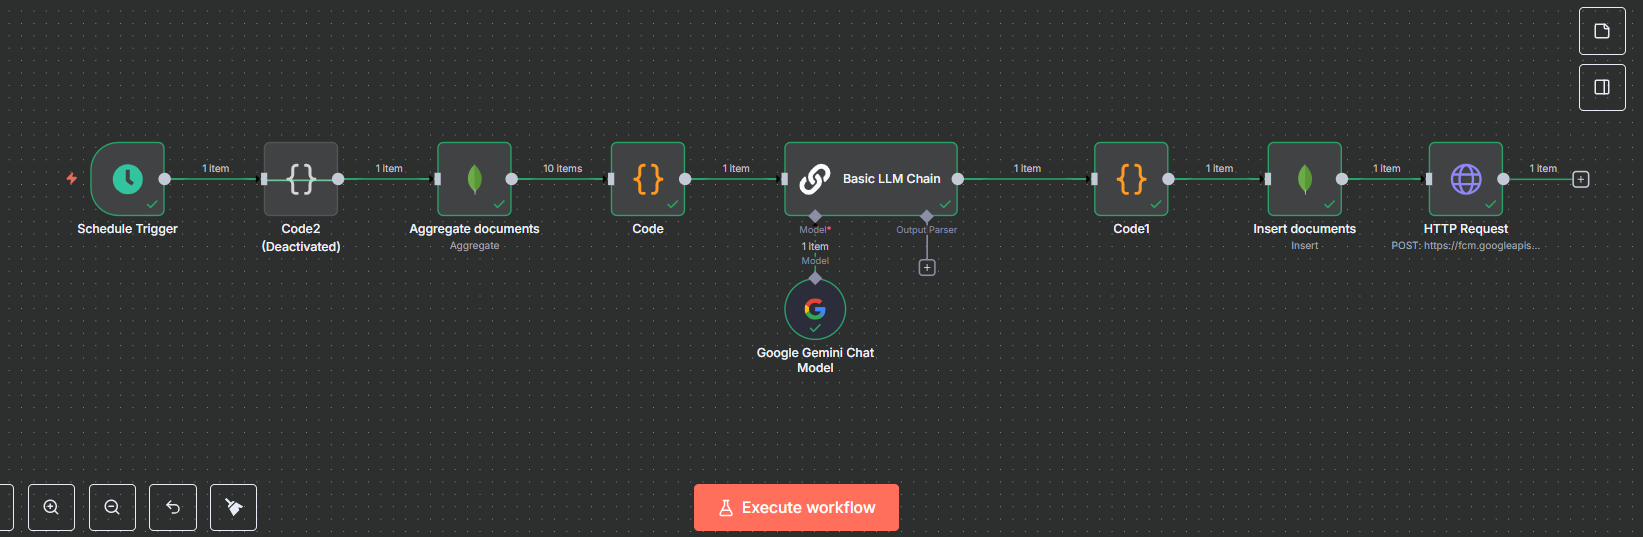 1 item
1 item
10 items
1 item
1 item
1 item
1 item
1 item
Basic LLM Chain
Schedule Trigger
Code2
(Deactivated)
Aggregate documents
Aggregate
Code
Model*
Output Parser
1 item
Model
Code1
Insert documents
Insert
HTTP Request
POST: https://fcm.googleapis...
Google Gemini Chat
Model
Execute workflow